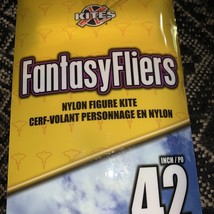 KITES
FantasyFliers
NYLON FIGURE KITE
CERF-VOLANT PERSONNAGE EN NYLON
INCH/PO
42